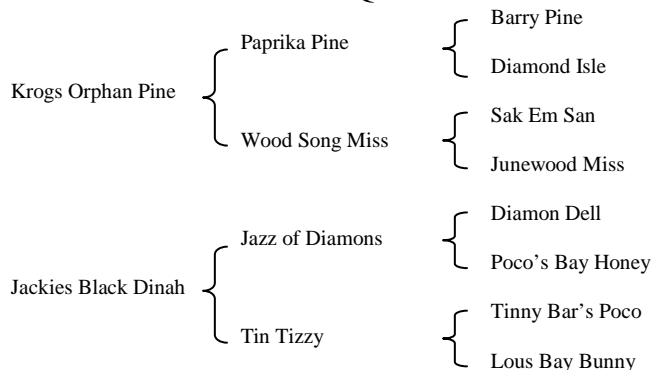 Barry Pine
Paprika Pine
Diamond Isle
Krogs Orphan Pine
Sak Em San
Wood Song Miss
Junewood Miss
Diamon Dell
Jazz of Diamons
Poco's Bay Honey
Jackies Black Dinah
Tinny Bar's Poco
Tin Tizzy
Lous Bay Bunny